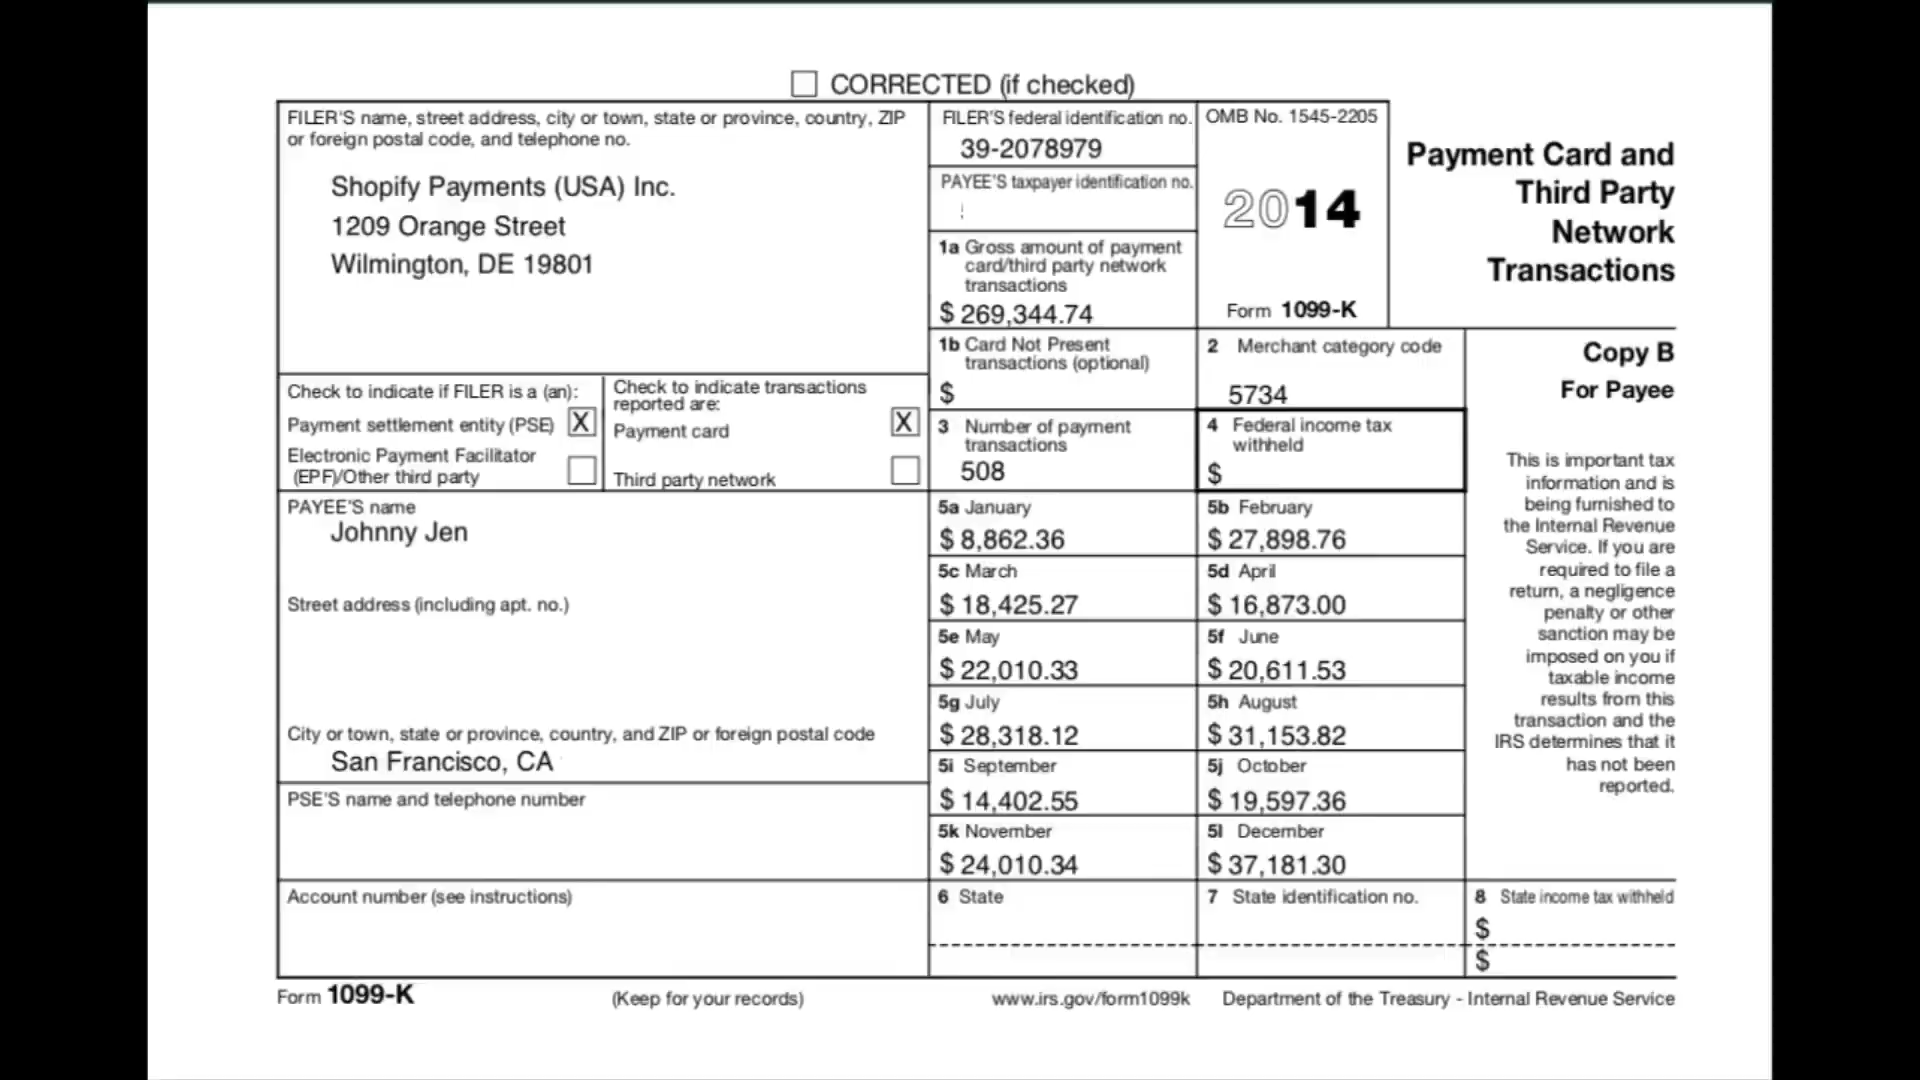 CORRECTED (if checked)
FILER'S name, street address, city or town, state or province, country, ZIP
or foreign postal code, and telephone no.
Shopify Payments (USA) Inc.
1209 Orange Street
Wilmington, DE 19801
FILER'S federal identification no.
39-2078979
PAYEE'S taxpayer identification no.
OMB No. 1545-2205
2014
Form 1099-K
Payment Card and
Third Party
Network
Transactions
1a Gross amount of payment
card/third party network
transactions
$ 269,344.74
1b Card Not Present
transactions (optional)
$
2 Merchant category code
5734
Copy B
For Payee
Check to indicate if FILER is a (an):
Payment settlement entity (PSE) X
Electronic Payment Facilitator
(EPF)/Other third party
Check to indicate transactions
reported are:
Payment card X
Third party network
3 Number of payment
transactions
508
4 Federal income tax
withheld
$
This is important tax
information and is
being furnished to
the Internal Revenue
Service. If you are
required to file a
return, a negligence
penalty or other
sanction may be
imposed on you if
taxable income
results from this
transaction and the
IRS determines that it
has not been
reported.
PAYEE'S name
Johnny Jen
Street address (including apt. no.)
City or town, state or province, country, and ZIP or foreign postal code
San Francisco, CA
PSE'S name and telephone number
Account number (see instructions)
5a January
$ 8,862.36
5b February
$ 27,898.76
5c March
$ 18,425.27
5d April
$ 16,873.00
5e May
$ 22,010.33
5f June
$ 20,611.53
5g July
$ 28,318.12
5h August
$ 31,153.82
5i September
$ 14,402.55
5j October
$ 19,597.36
5k November
$ 24,010.34
5l December
$ 37,181.30
6 State
7 State identification no.
8 State income tax withheld
$
$
Form 1099-K
(Keep for your records)
www.irs.gov/form1099k
Department of the Treasury - Internal Revenue Service